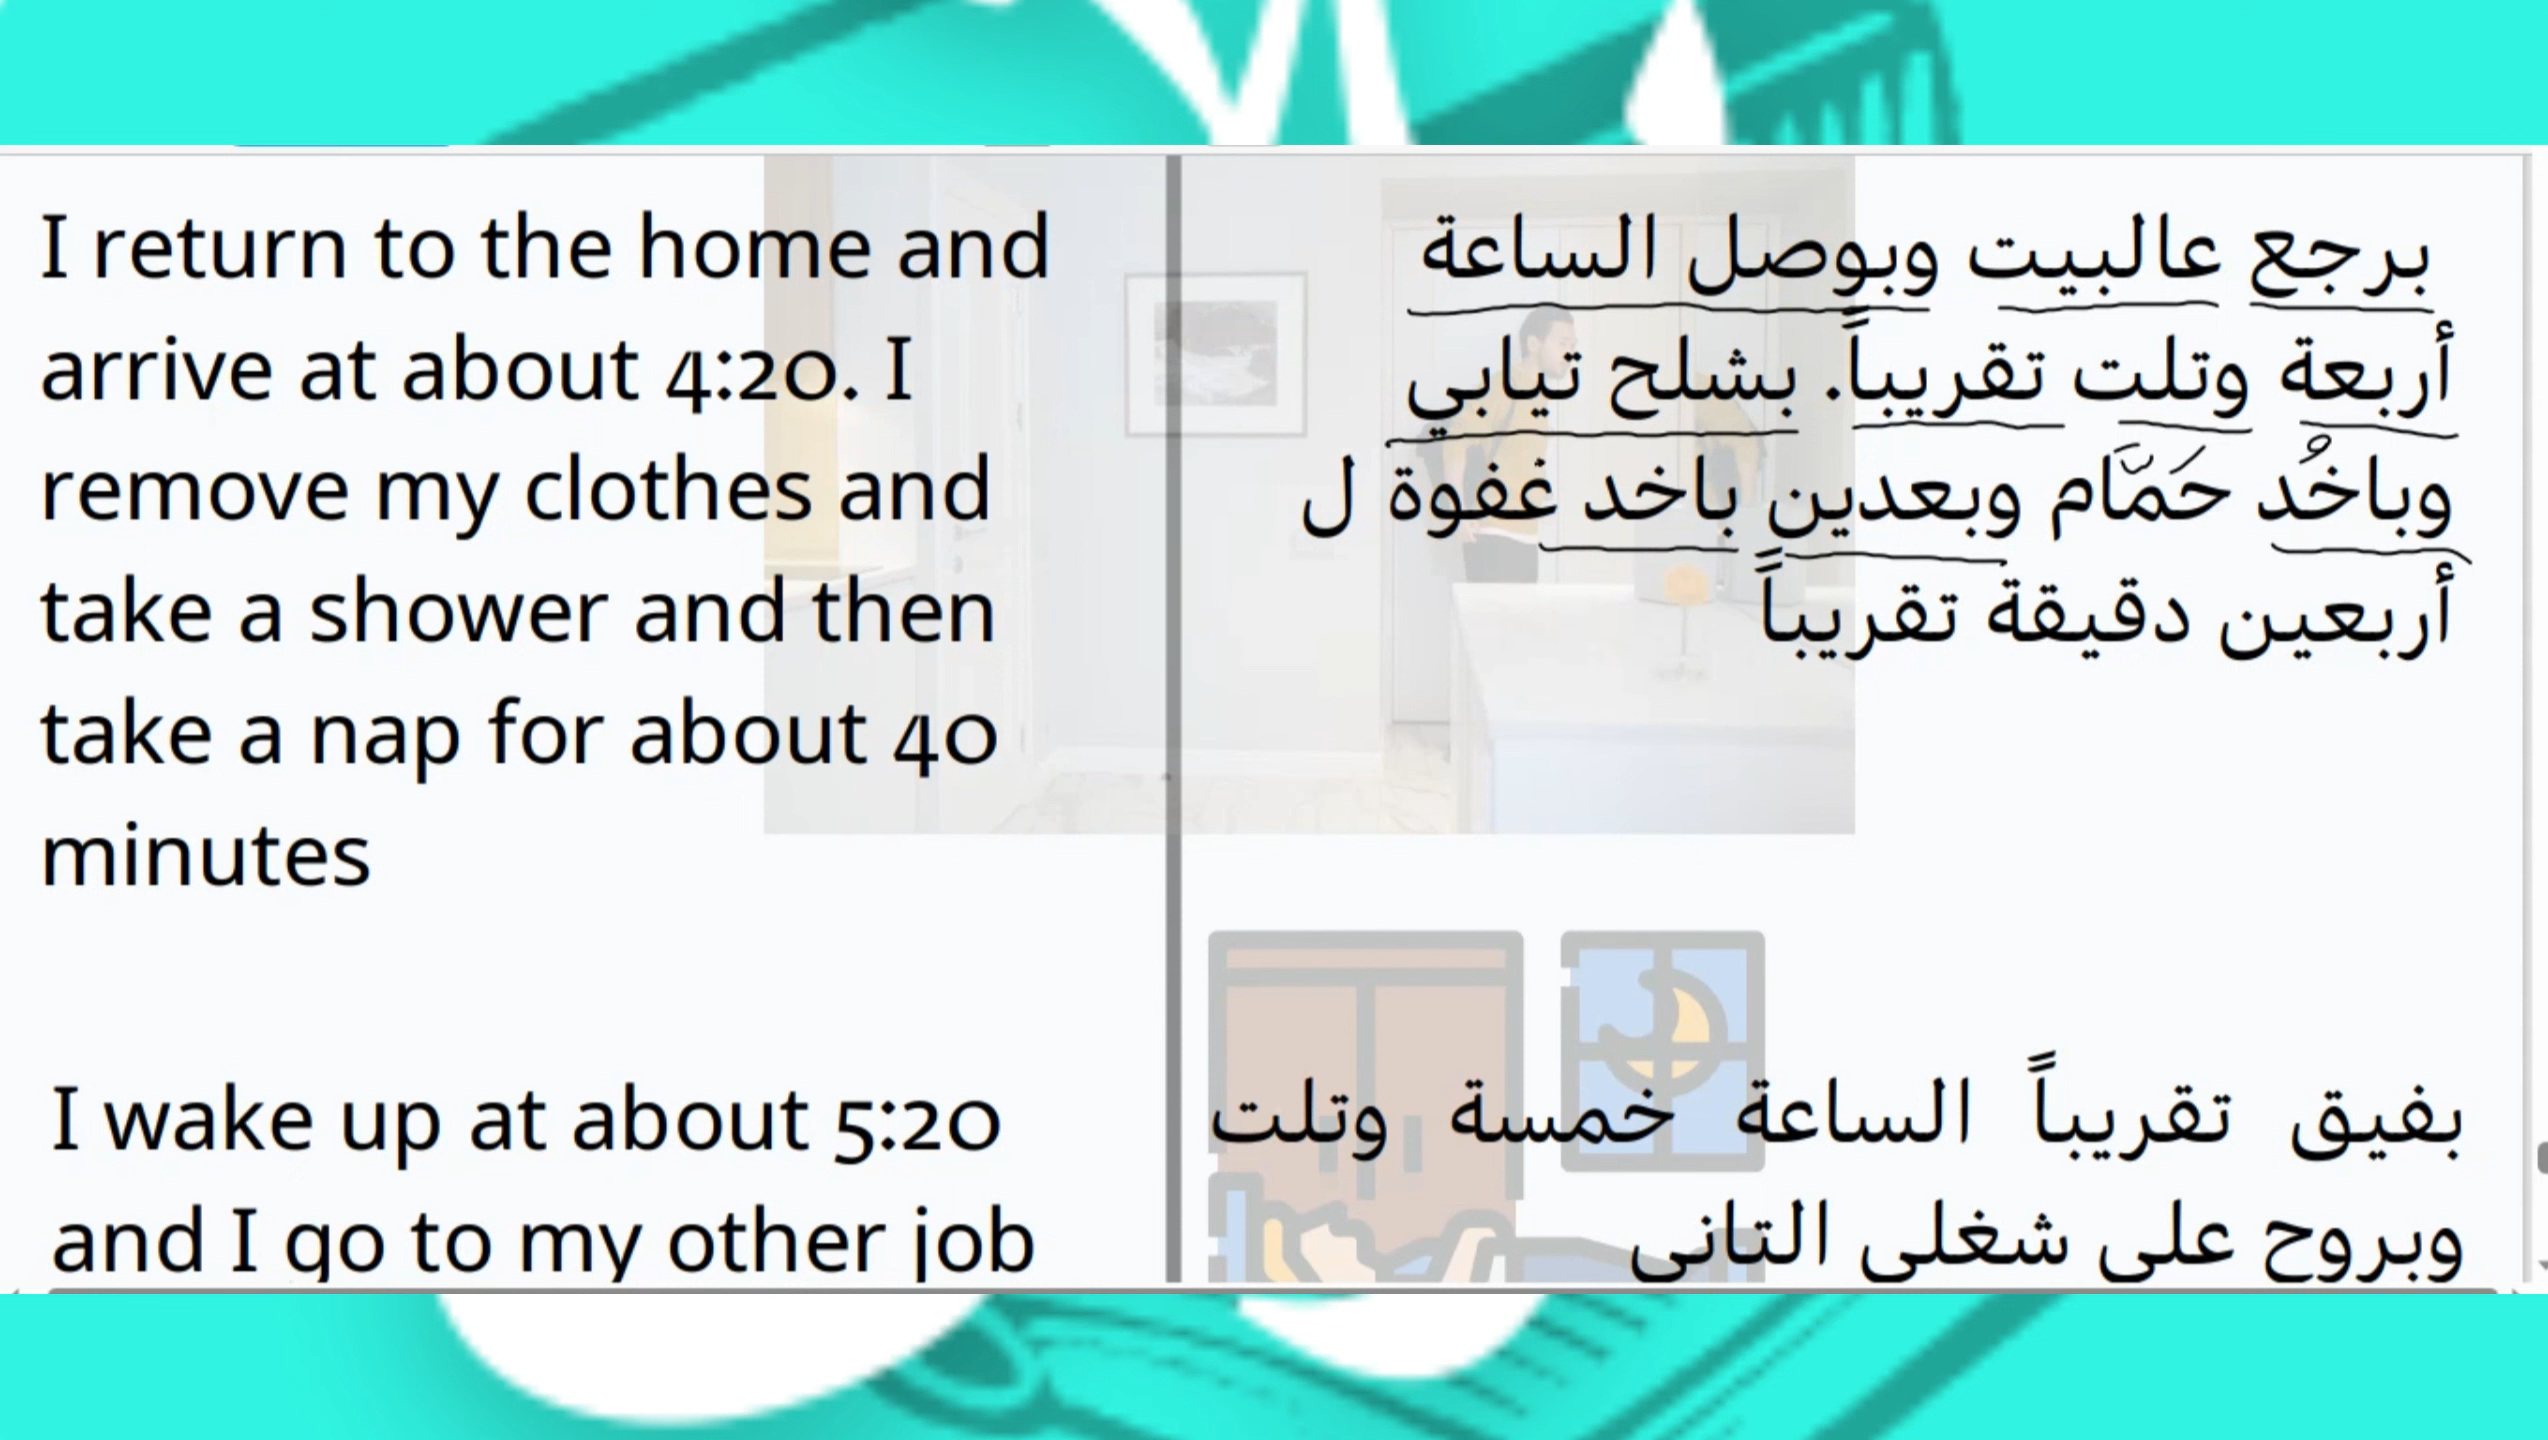 I return to the home and
arrive at about 4:20. I
remove my clothes and
take a shower and then
take a nap for about 40
minutes
برجع عالبيت وبوصل الساعة
أربعة وتلت تقريباً. بشلح تيابي
وباخُد حَمَّام وبعدين باخد غفوة ل
أربعين دقيقة تقريباً
I wake up at about 5:20
and I go to my other job
بفيق تقريباً الساعة خمسة وتلت
وبروح على شغلي التاني